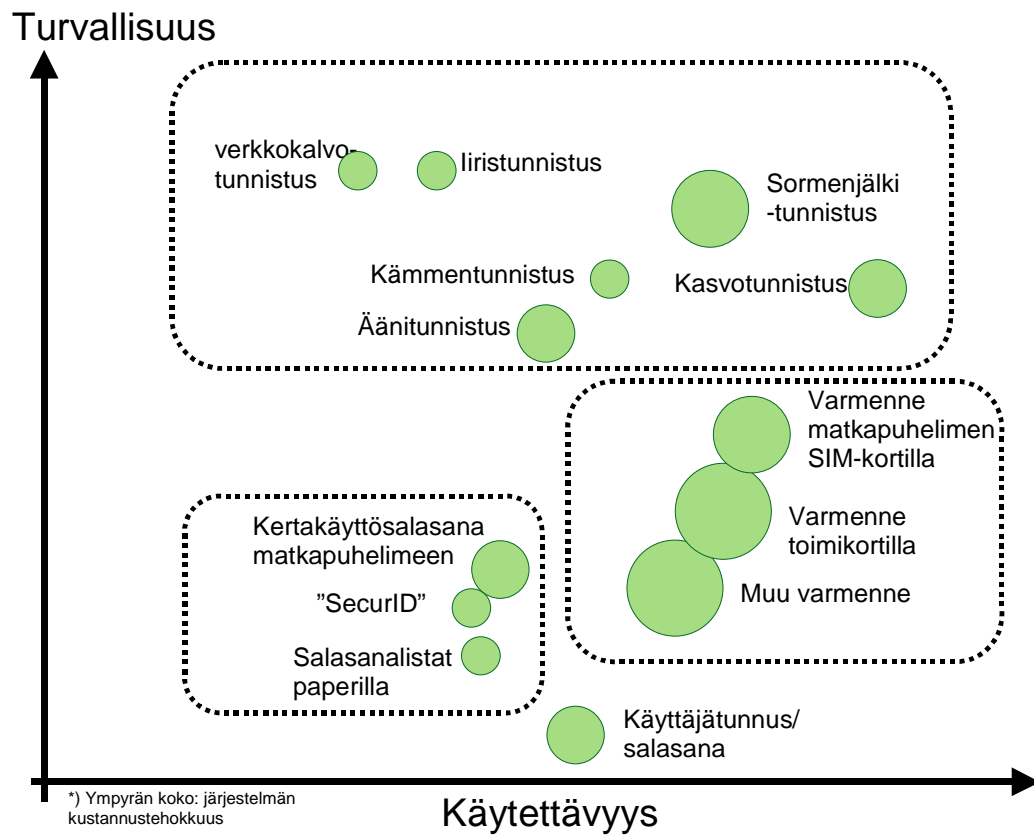 Turvallisuus
verkkokalvo-
tunnistus
Iiristunnistus
Sormenjälki
-tunnistus
Kämmentunnistus
Kasvotunnistus
Äänitunnistus
Varmenne
matkapuhelimen
SIM-kortilla
Kertakäyttösalasana
matkapuhelimeen
Varmenne
toimikortilla
”SecurID”
Muu varmenne
Salasanalistat
paperilla
Käyttäjätunnus/
salasana
*) Ympyrän koko: järjestelmän
kustannustehokkuus
Käytettävyys